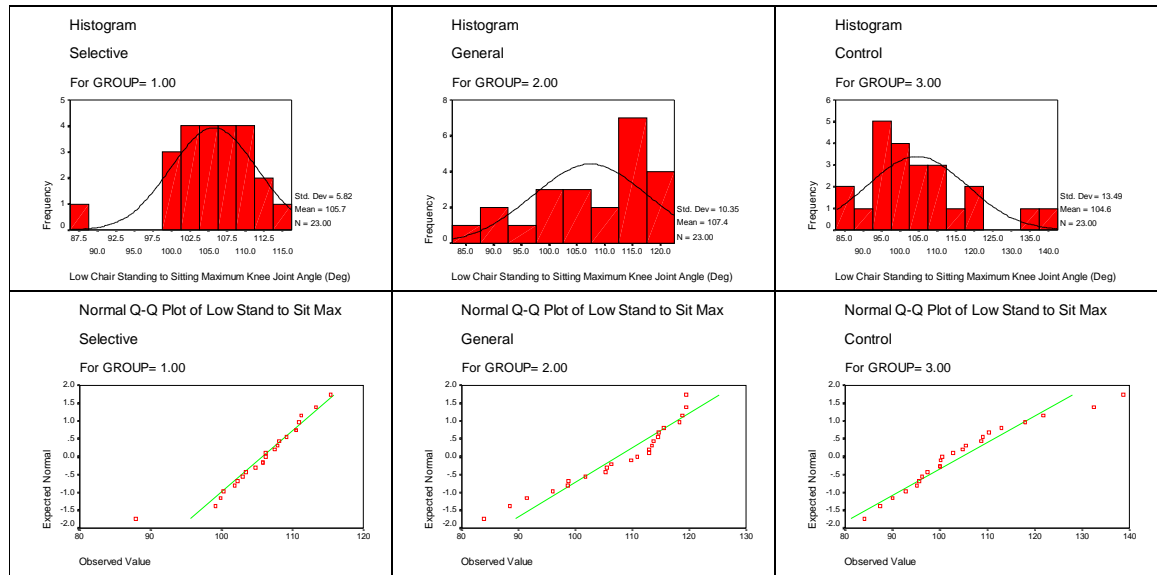 Histogram
Selective
For GROUP= 1.00
Frequency
5
4
3
2
1
0
Std. Dev = 5.82
Mean = 105.7
N = 23.00
87.5 92.5 97.5 102.5 107.5 112.5
90.0 95.0 100.0 105.0 110.0 115.0
Low Chair Standing to Sitting Maximum Knee Joint Angle (Deg)
Histogram
General
For GROUP= 2.00
Frequency
8
6
4
2
0
Std. Dev = 10.35
Mean = 107.4
N = 23.00
85.0 90.0 95.0 100.0 105.0 110.0 115.0 120.0
Low Chair Standing to Sitting Maximum Knee Joint Angle (Deg)
Histogram
Control
For GROUP= 3.00
Frequency
6
5
4
3
2
1
0
Std. Dev = 13.49
Mean = 104.6
N = 23.00
85.0 95.0 105.0 115.0 125.0 135.0
90.0 100.0 110.0 120.0 130.0 140.0
Low Chair Standing to Sitting Maximum Knee Joint Angle (Deg)
Normal Q-Q Plot of Low Stand to Sit Max
Selective
For GROUP= 1.00
Expected Normal
2.0
1.5
1.0
.5
0.0
-.5
-1.0
-1.5
-2.0
80 90 100 110 120
Observed Value
Normal Q-Q Plot of Low Stand to Sit Max
General
For GROUP= 2.00
Expected Normal
2.0
1.5
1.0
.5
0.0
-.5
-1.0
-1.5
-2.0
80 90 100 110 120 130
Observed Value
Normal Q-Q Plot of Low Stand to Sit Max
Control
For GROUP= 3.00
Expected Normal
2.0
1.5
1.0
.5
0.0
-.5
-1.0
-1.5
-2.0
80 90 100 110 120 130 140
Observed Value